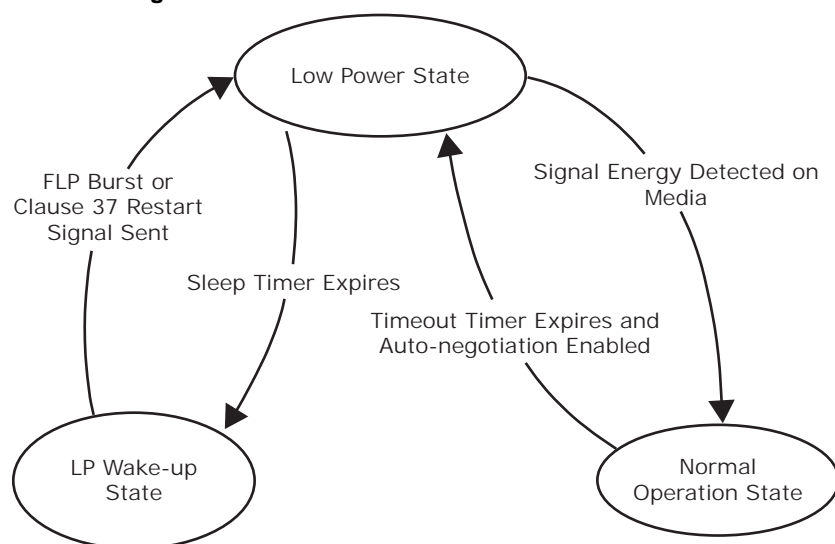 Low Power State
FLP Burst or
Clause 37 Restart
Signal Sent
Signal Energy Detected on
Media
Sleep Timer Expires
Timeout Timer Expires and
Auto-negotiation Enabled
LP Wake-up
State
Normal
Operation State